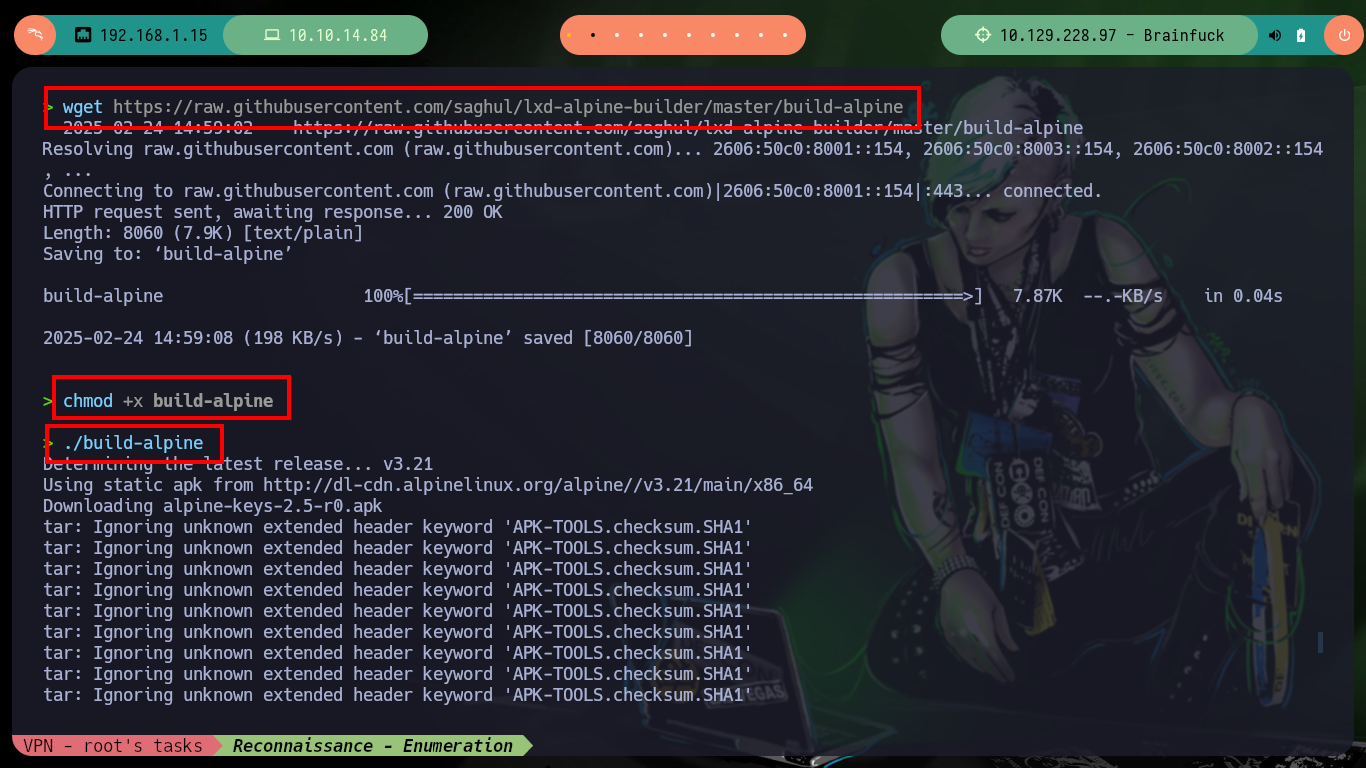 192.168.1.15
10.10.14.84
10.129.228.97 - Brainfuck
> wget https://raw.githubusercontent.com/saghul/lxd-alpine-builder/master/build-alpine
2025-02-24 14:59:02 https://raw.githubusercontent.com/saghul/lxd-alpine-builder/master/build-alpine
Resolving raw.githubusercontent.com (raw.githubusercontent.com)... 2606:50c0:8001::154, 2606:50c0:8003::154, 2606:50c0:8002::154
, ...
Connecting to raw.githubusercontent.com (raw.githubusercontent.com)|2606:50c0:8001::154|:443... connected.
HTTP request sent, awaiting response... 200 OK
Length: 8060 (7.9K) [text/plain]
Saving to: ‘build-alpine’
build-alpine 100%[=======================================================>] 7.87K --.-KB/s in 0.04s
2025-02-24 14:59:08 (198 KB/s) - ‘build-alpine’ saved [8060/8060]
> chmod +x build-alpine
> ./build-alpine
Determining the latest release... v3.21
Using static apk from http://dl-cdn.alpinelinux.org/alpine//v3.21/main/x86_64
Downloading alpine-keys-2.5-r0.apk
tar: Ignoring unknown extended header keyword 'APK-TOOLS.checksum.SHA1'
tar: Ignoring unknown extended header keyword 'APK-TOOLS.checksum.SHA1'
tar: Ignoring unknown extended header keyword 'APK-TOOLS.checksum.SHA1'
tar: Ignoring unknown extended header keyword 'APK-TOOLS.checksum.SHA1'
tar: Ignoring unknown extended header keyword 'APK-TOOLS.checksum.SHA1'
tar: Ignoring unknown extended header keyword 'APK-TOOLS.checksum.SHA1'
tar: Ignoring unknown extended header keyword 'APK-TOOLS.checksum.SHA1'
tar: Ignoring unknown extended header keyword 'APK-TOOLS.checksum.SHA1'
tar: Ignoring unknown extended header keyword 'APK-TOOLS.checksum.SHA1'
DEF CON
DEF CON
VPN - root's tasks
Reconnaissance - Enumeration